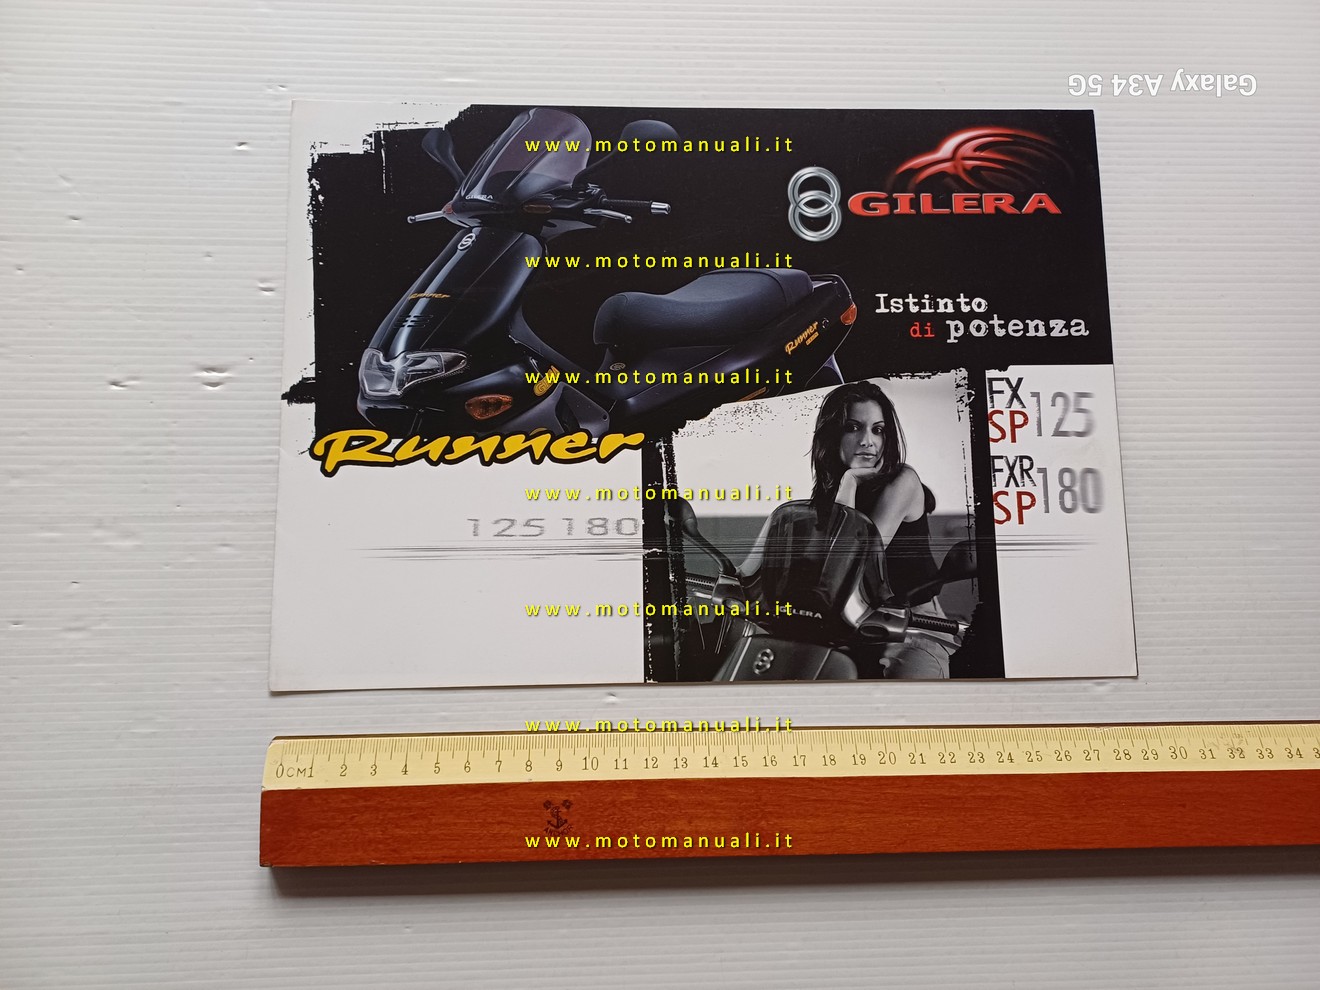 Galaxy A34 5G
www.motomanuali.it
GILERA
GILERA
www.motomanuali.it
Runner
Istinto
di potenza
Runner
www.motomanuali.it
FX
SP 125
Runner
FXR
SP 180
www.motomanuali.it
125 180
www.motomanuali.it
GILERA
www.motomanuali.it
0CM1 2 3 4 5 6 7 8 9 10 11 12 13 14 15 16 17 18 19 20 21 22 23 24 25 26 27 28 29 30 31 32 33 34
www.motomanuali.it